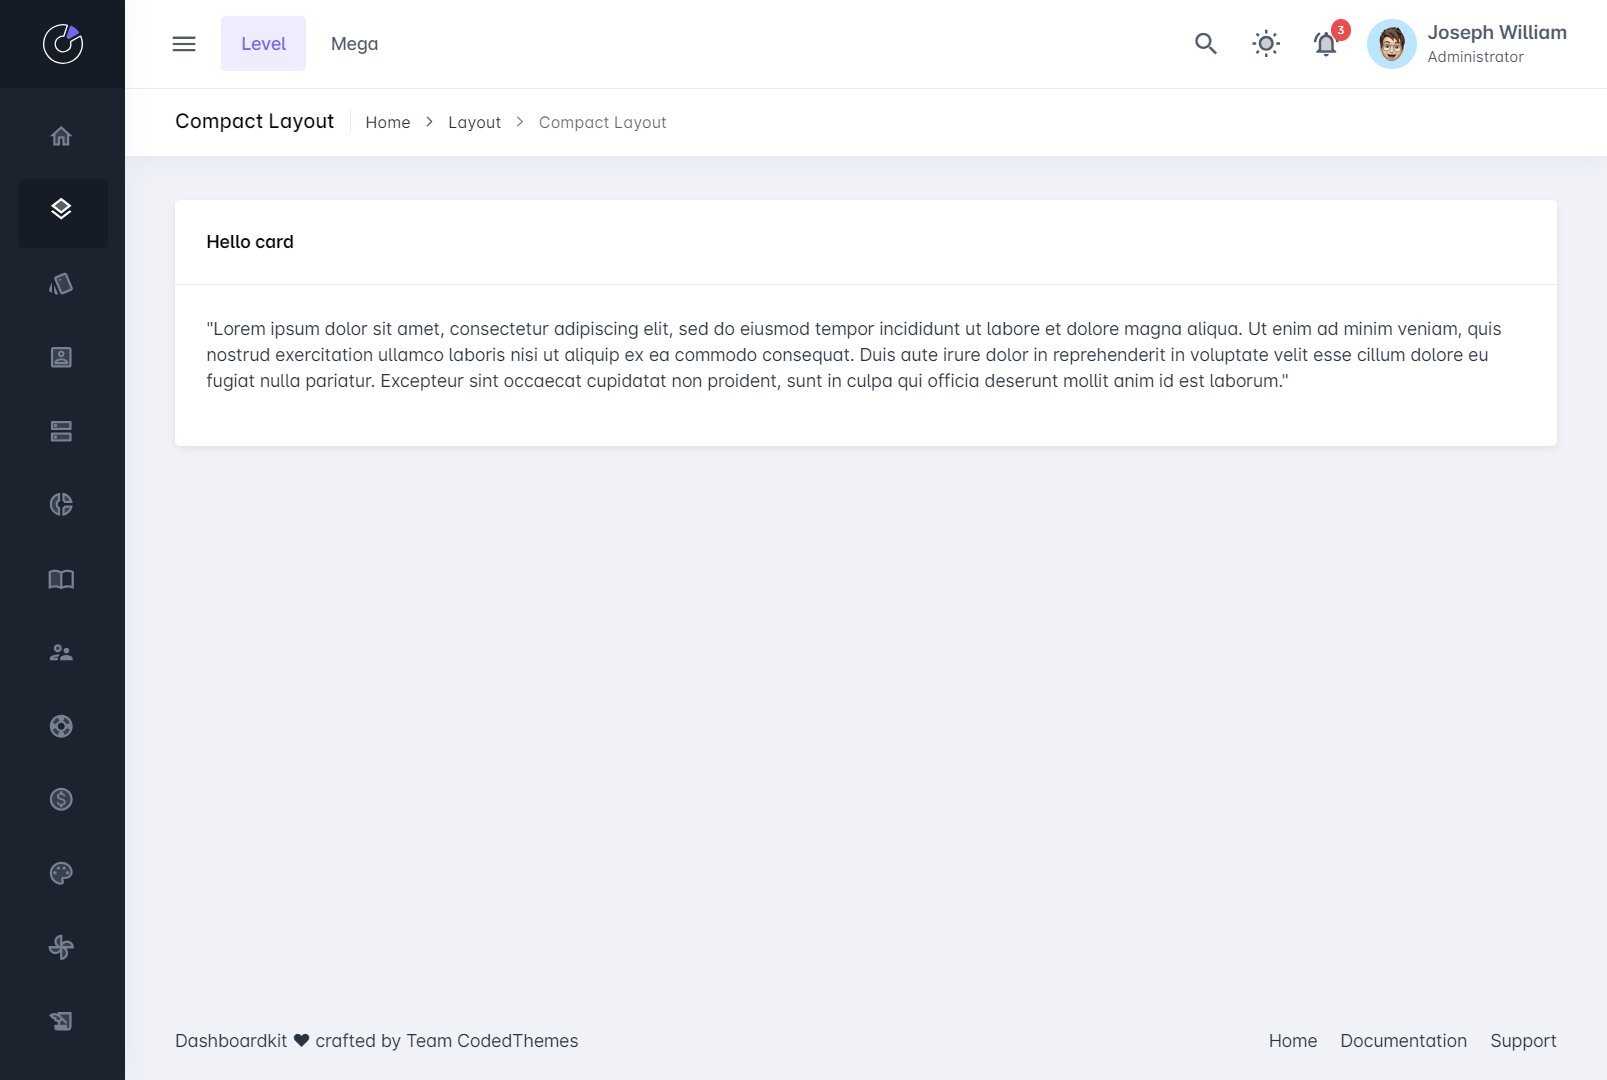 Level
Mega
3
Joseph William
Administrator
Compact Layout
Home > Layout > Compact Layout
Hello card
"Lorem ipsum dolor sit amet, consectetur adipiscing elit, sed do eiusmod tempor incididunt ut labore et dolore magna aliqua. Ut enim ad minim veniam, quis
nostrud exercitation ullamco laboris nisi ut aliquip ex ea commodo consequat. Duis aute irure dolor in reprehenderit in voluptate velit esse cillum dolore eu
fugiat nulla pariatur. Excepteur sint occaecat cupidatat non proident, sunt in culpa qui officia deserunt mollit anim id est laborum."
Dashboardkit ♥ crafted by Team CodedThemes
Home Documentation Support